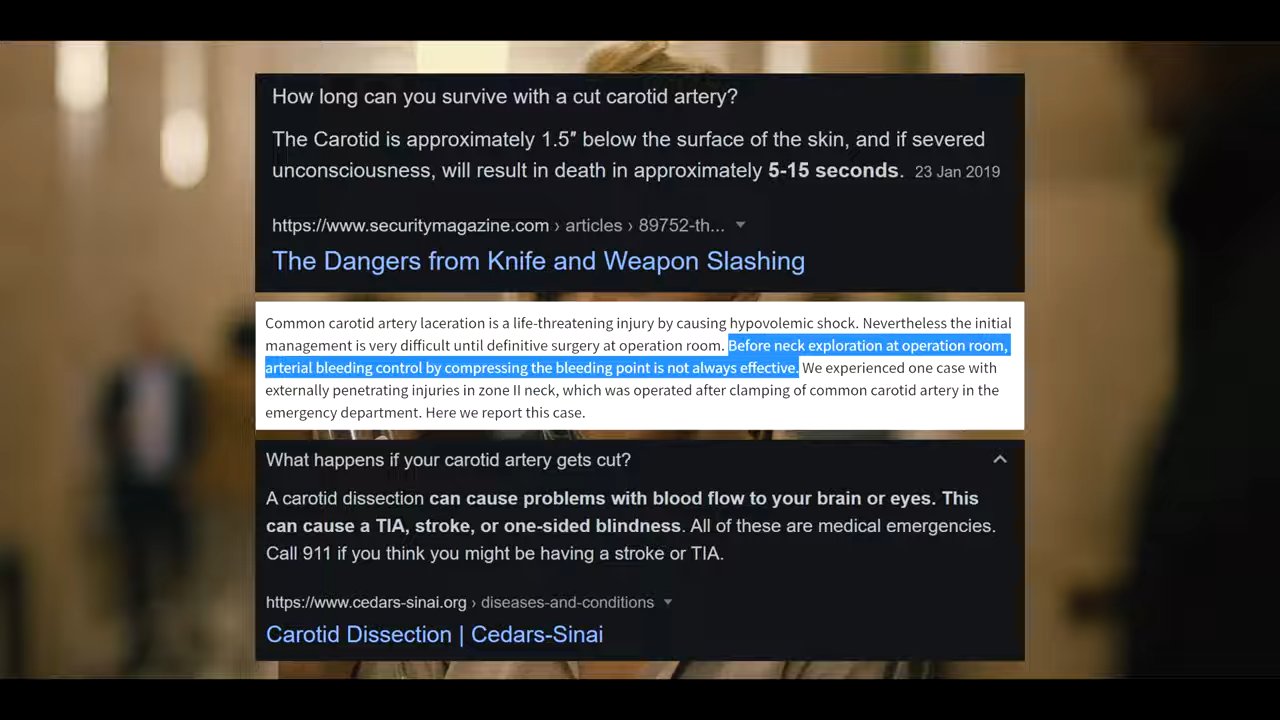 How long can you survive with a cut carotid artery?
The Carotid is approximately 1.5″ below the surface of the skin, and if severed
unconsciousness, will result in death in approximately 5-15 seconds. 23 Jan 2019
https://www.securitymagazine.com › articles › 89752-th...
The Dangers from Knife and Weapon Slashing
Common carotid artery laceration is a life-threatening injury by causing hypovolemic shock. Nevertheless the initial
management is very difficult until definitive surgery at operation room. Before neck exploration at operation room,
arterial bleeding control by compressing the bleeding point is not always effective. We experienced one case with
externally penetrating injuries in zone II neck, which was operated after clamping of common carotid artery in the
emergency department. Here we report this case.
What happens if your carotid artery gets cut?
A carotid dissection can cause problems with blood flow to your brain or eyes. This
can cause a TIA, stroke, or one-sided blindness. All of these are medical emergencies.
Call 911 if you think you might be having a stroke or TIA.
https://www.cedars-sinai.org › diseases-and-conditions
Carotid Dissection | Cedars-Sinai